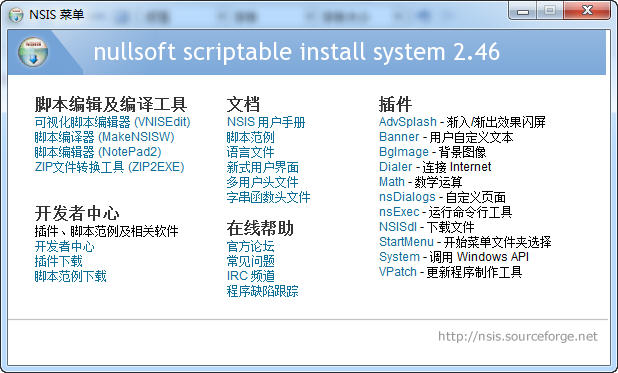 NSIS 菜单
nullsoft scriptable install system 2.46
脚本编辑及编译工具
可视化脚本编辑器 (VNISEdit)
脚本编译器 (MakeNSISW)
脚本编辑器 (NotePad2)
ZIP文件转换工具 (ZIP2EXE)
开发者中心
插件、脚本范例及相关软件
开发者中心
插件下载
脚本范例下载
文档
NSIS 用户手册
脚本范例
语言文件
新式用户界面
多用户头文件
字串函数头文件
在线帮助
官方论坛
常见问题
IRC 频道
程序缺陷跟踪
插件
AdvSplash - 渐入/渐出效果闪屏
Banner - 用户自定义文本
BgImage - 背景图像
Dialer - 连接 Internet
Math - 数学运算
nsDialogs - 自定义页面
nsExec - 运行命令行工具
NSISdl - 下载文件
StartMenu - 开始菜单文件夹选择
System - 调用 Windows API
VPatch - 更新程序制作工具
http://nsis.sourceforge.net